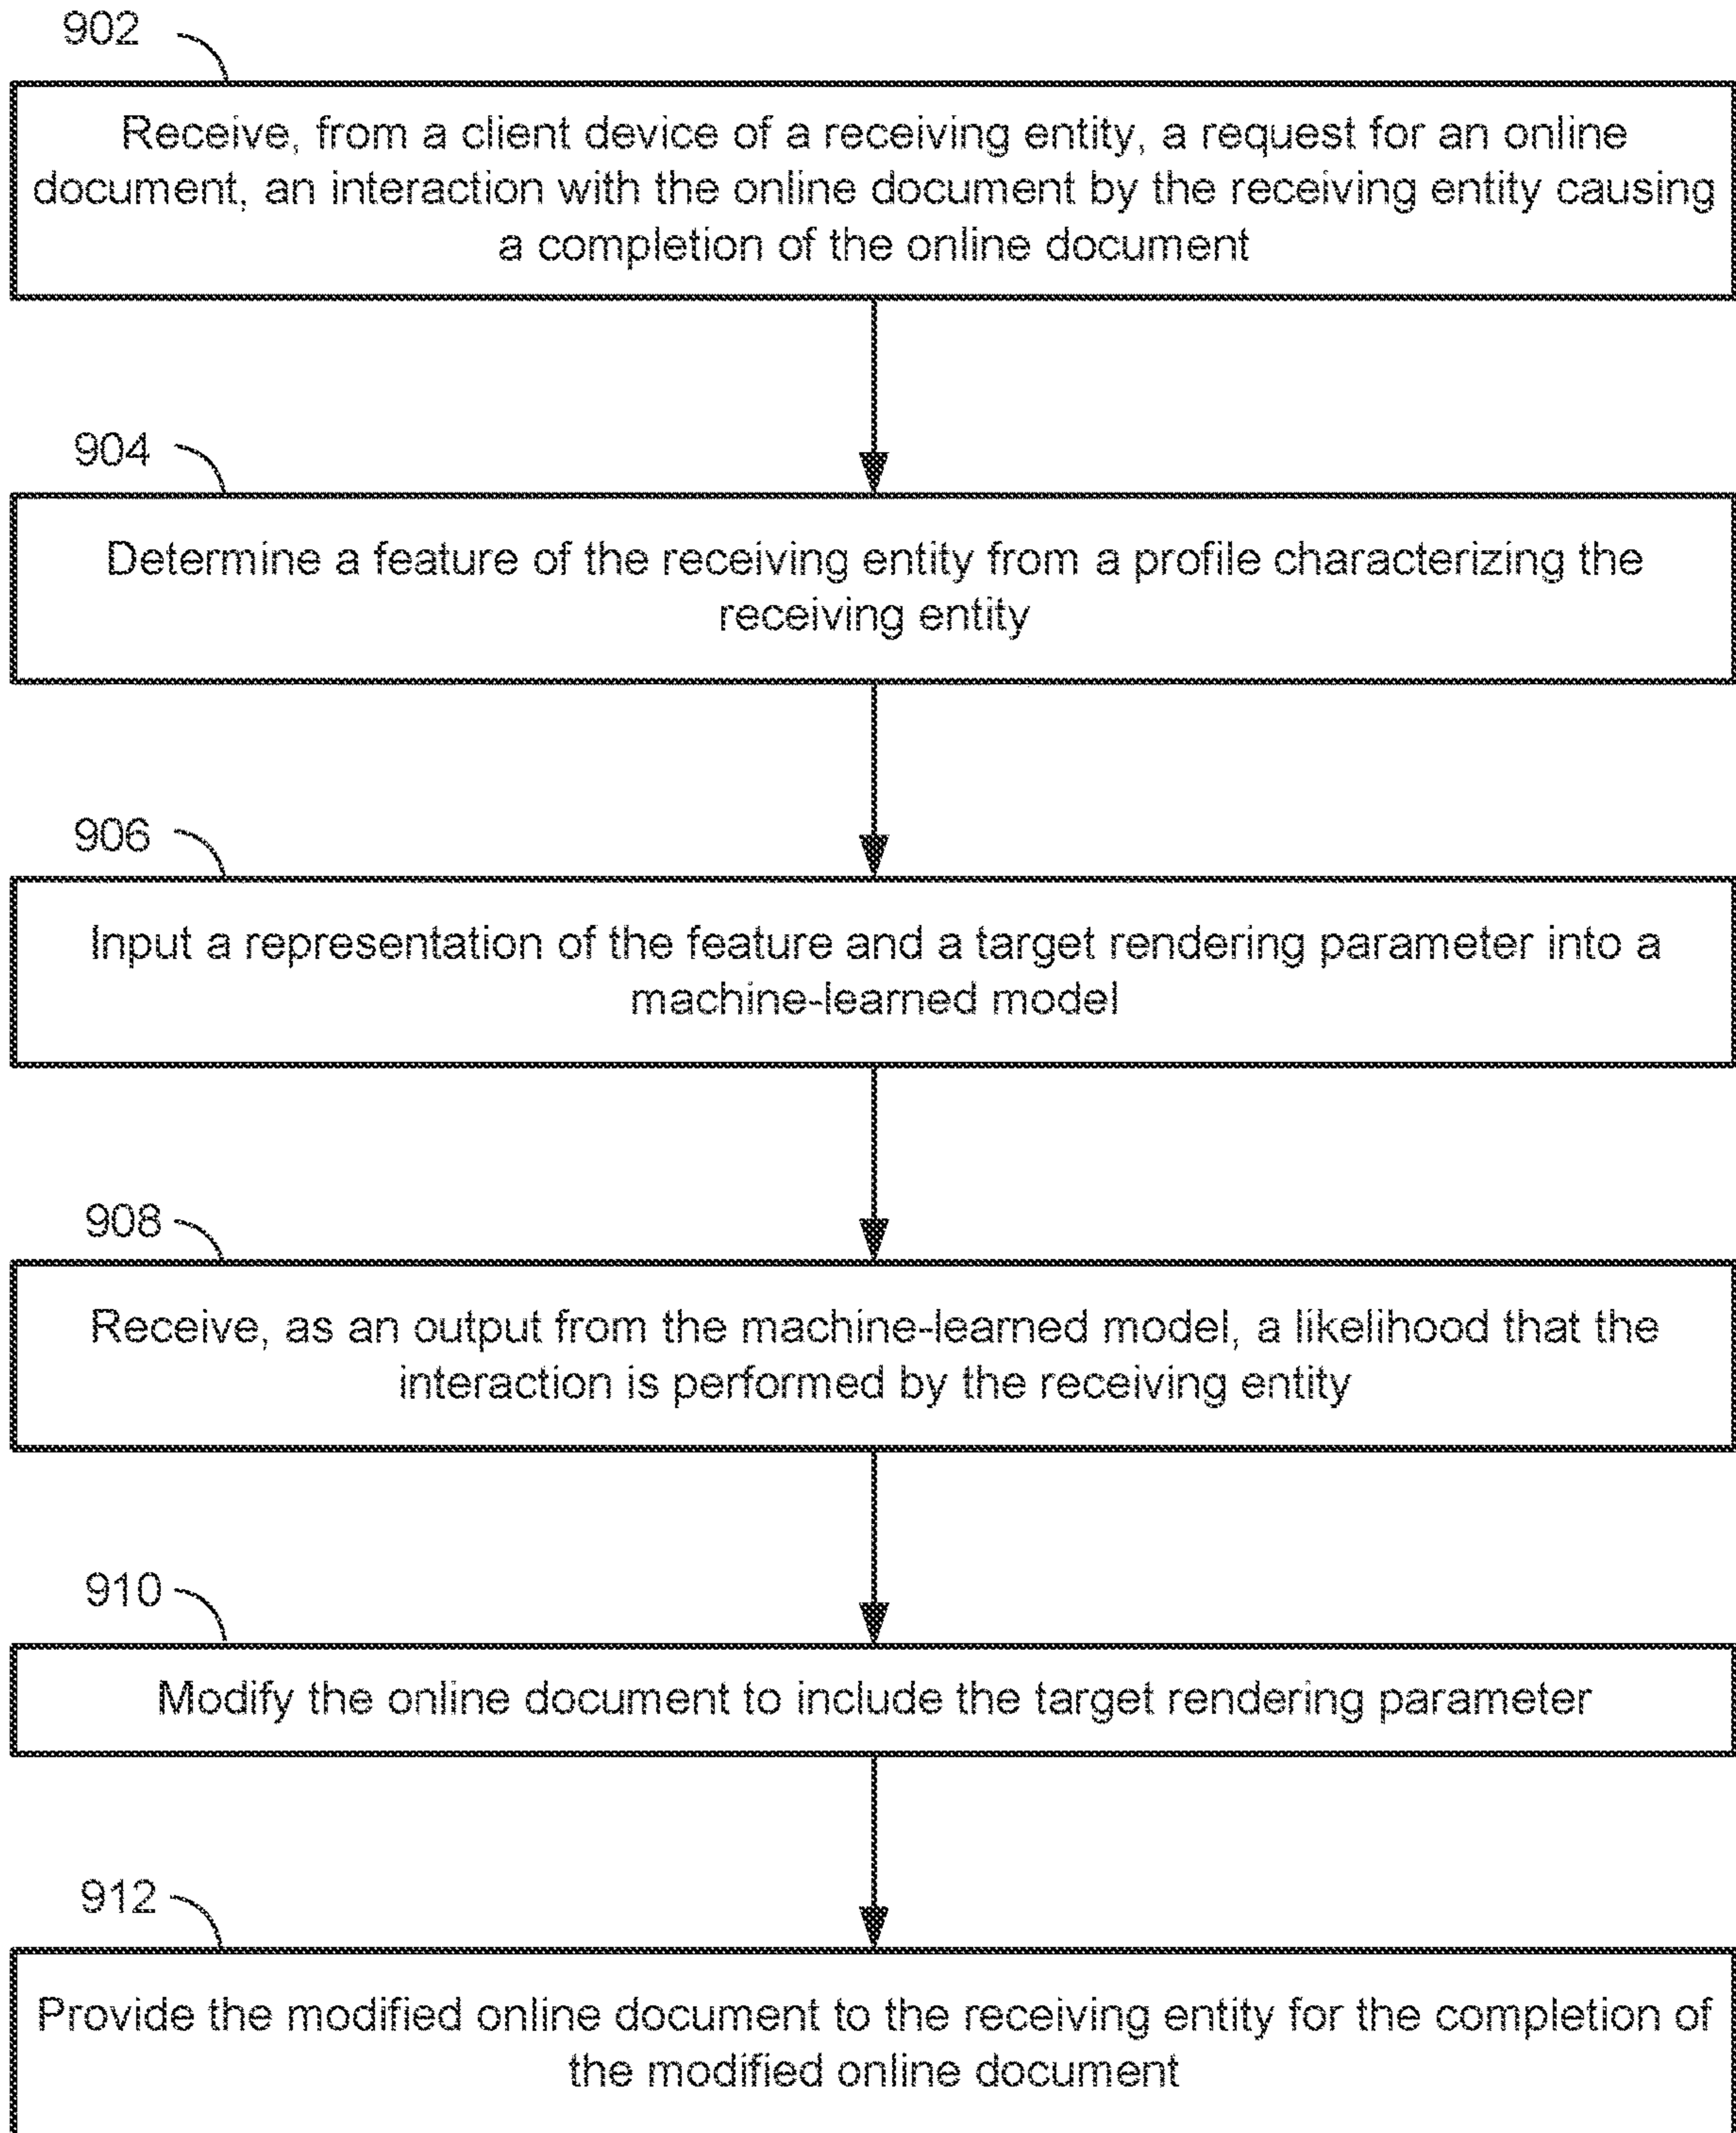 902
Receive, from a client device of a receiving entity, a request for an online
document, an interaction with the online document by the receiving entity causing
a completion of the online document
904
Determine a feature of the receiving entity from a profile characterizing the
receiving entity
906
Input a representation of the feature and a target rendering parameter into a
machine-learned model
908
Receive, as an output from the machine-learned model, a likelihood that the
interaction is performed by the receiving entity
910
Modify the online document to include the target rendering parameter
912
Provide the modified online document to the receiving entity for the completion of
the modified online document